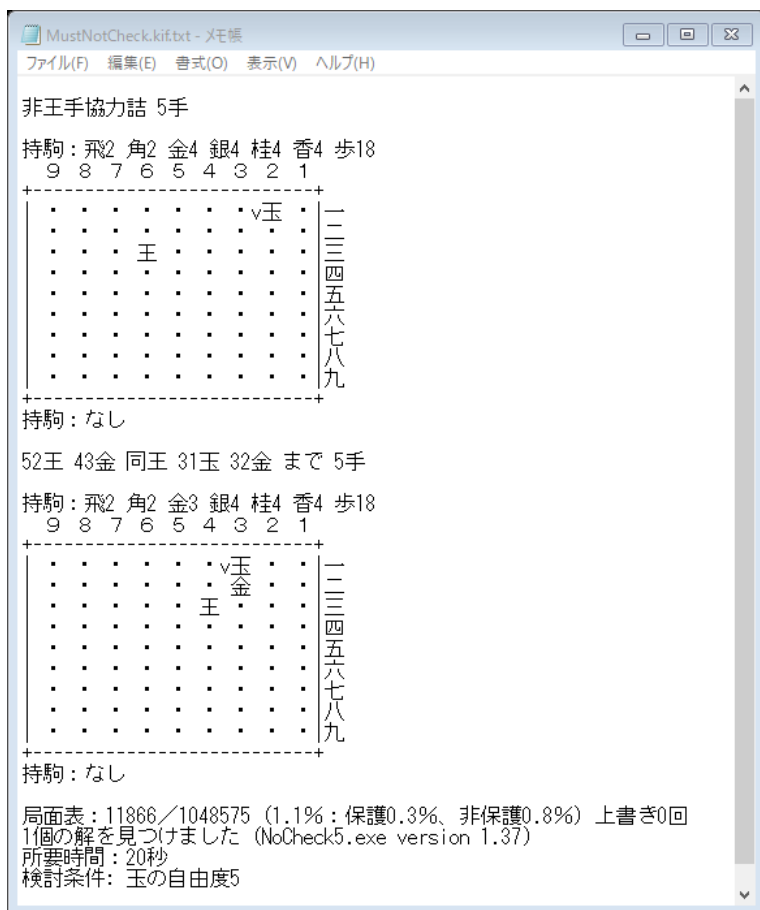 MustNotCheck.kif.txt - メモ帳
ファイル(F) 編集(E) 書式(O) 表示(V) ヘルプ(H)
非王手協力詰 5手
持駒：飛2 角2 金4 銀4 桂4 香4 歩18
９ ８ ７ ６ ５ ４ ３ ２ １
+---------------------------+
| ・ ・ ・ ・ ・ ・ ・v玉 ・|一
| ・ ・ ・ ・ ・ ・ ・ ・ ・|二
| ・ ・ ・ 王 ・ ・ ・ ・ ・|三
| ・ ・ ・ ・ ・ ・ ・ ・ ・|四
| ・ ・ ・ ・ ・ ・ ・ ・ ・|五
| ・ ・ ・ ・ ・ ・ ・ ・ ・|六
| ・ ・ ・ ・ ・ ・ ・ ・ ・|七
| ・ ・ ・ ・ ・ ・ ・ ・ ・|八
| ・ ・ ・ ・ ・ ・ ・ ・ ・|九
+---------------------------+
持駒：なし
52王 43金 同王 31玉 32金 まで 5手
持駒：飛2 角2 金3 銀4 桂4 香4 歩18
９ ８ ７ ６ ５ ４ ３ ２ １
+---------------------------+
| ・ ・ ・ ・ ・ ・v玉 ・ ・|一
| ・ ・ ・ ・ ・ ・ 金 ・ ・|二
| ・ ・ ・ ・ ・ 王 ・ ・ ・|三
| ・ ・ ・ ・ ・ ・ ・ ・ ・|四
| ・ ・ ・ ・ ・ ・ ・ ・ ・|五
| ・ ・ ・ ・ ・ ・ ・ ・ ・|六
| ・ ・ ・ ・ ・ ・ ・ ・ ・|七
| ・ ・ ・ ・ ・ ・ ・ ・ ・|八
| ・ ・ ・ ・ ・ ・ ・ ・ ・|九
+---------------------------+
持駒：なし
局面表：11866／1048575 (1.1%：保護0.3%、非保護0.8%) 上書き0回
1個の解を見つけました (NoCheck5.exe version 1.37)
所要時間：20秒
検討条件: 玉の自由度5